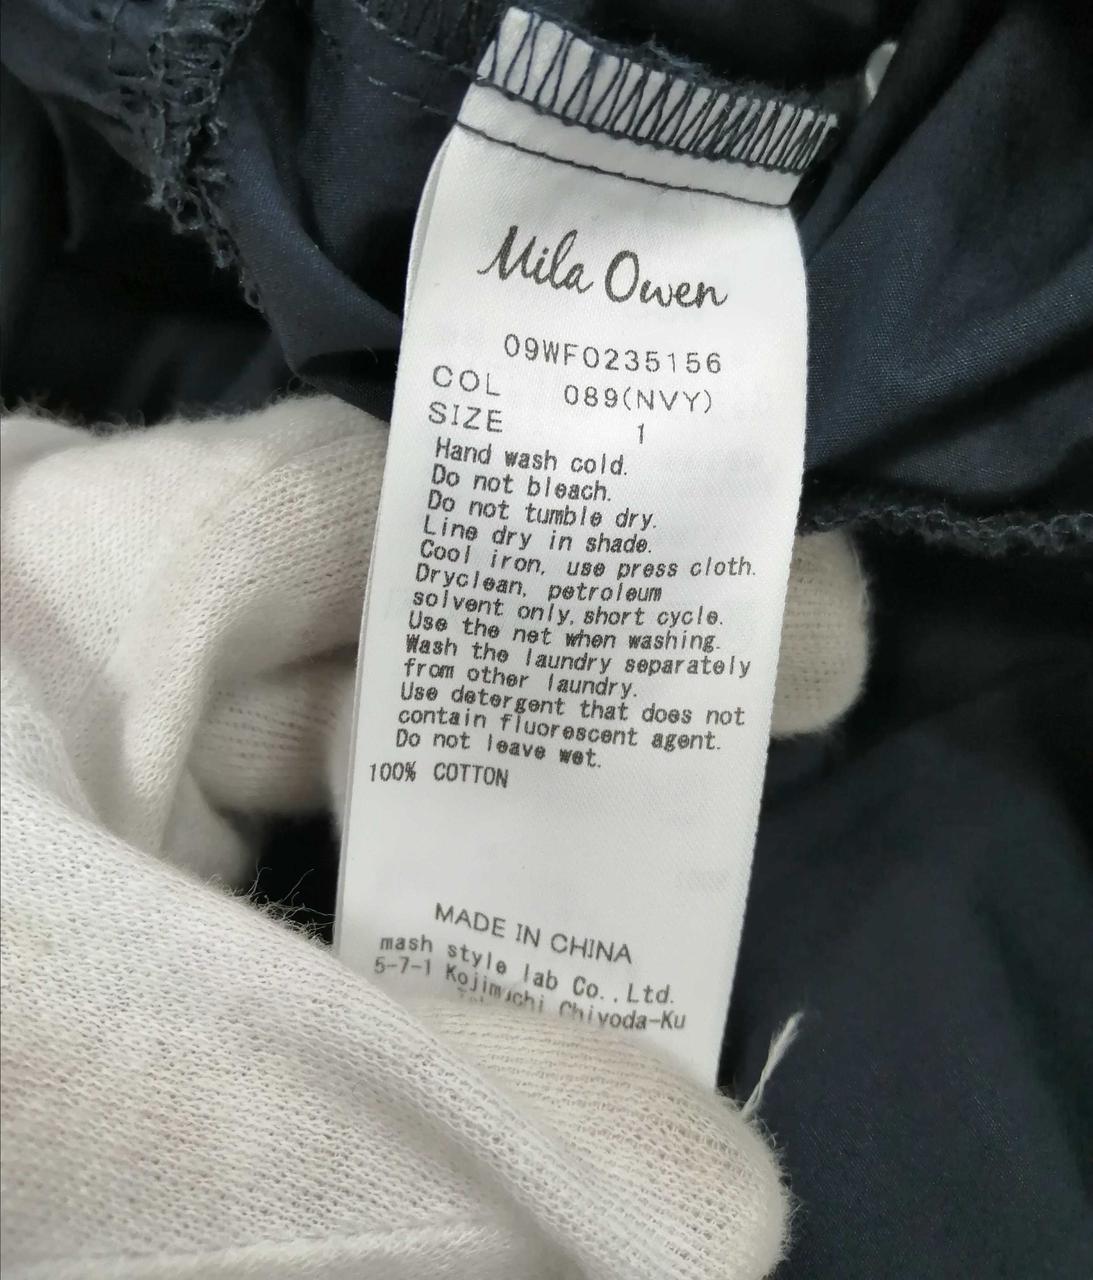 Mila Owen
09WFO235156
COL 089(NVY)
SIZE 1
Hand wash cold.
Do not bleach.
Do not tumble dry.
Line dry in shade.
Cool iron, use press cloth.
Dryclean, petroleum
solvent only, short cycle.
Use the net when washing.
Wash the laundry separately
from other laundry.
Use detergent that does not
contain fluorescent agent.
Do not leave wet.
100% COTTON
MADE IN CHINA
mash style lab Co., Ltd.
5-7-1 Kojimachi Chiyoda-Ku